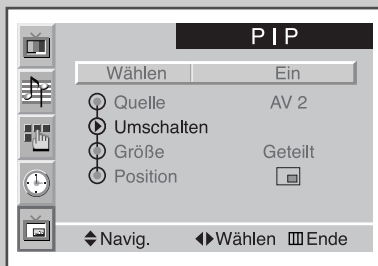 PIP
Wählen Ein
Quelle AV 2
Umschalten
Größe Geteilt
Position
Navig. Wählen Ende